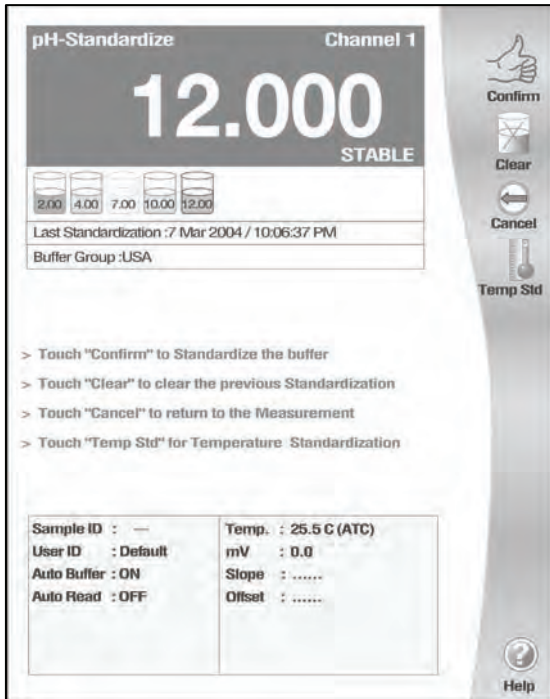 pH-Standardize Channel 1
12.000
STABLE
2.00 4.00 7.00 10.00 12.00
Last Standardization :7 Mar 2004 / 10:06:37 PM
Buffer Group :USA
Confirm
Clear
Cancel
Temp Std
> Touch "Confirm" to Standardize the buffer
> Touch "Clear" to clear the previous Standardization
> Touch "Cancel" to return to the Measurement
> Touch "Temp Std" for Temperature Standardization
Sample ID : —
User ID : Default
Auto Buffer : ON
Auto Read : OFF
Temp. : 25.5 C (ATC)
mV : 0.0
Slope : ......
Offset : ......
?
Help